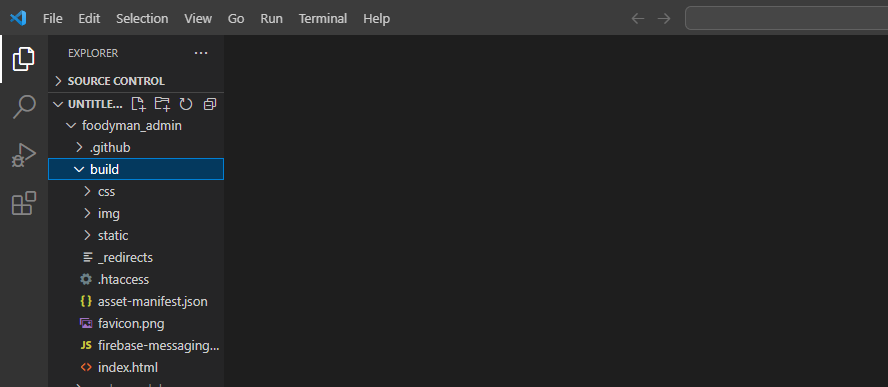 File Edit Selection View Go Run Terminal Help
EXPLORER
SOURCE CONTROL
UNTITLE...
foodyman_admin
.github
build
css
img
static
_redirects
.htaccess
{ } asset-manifest.json
favicon.png
JS firebase-messaging...
index.html